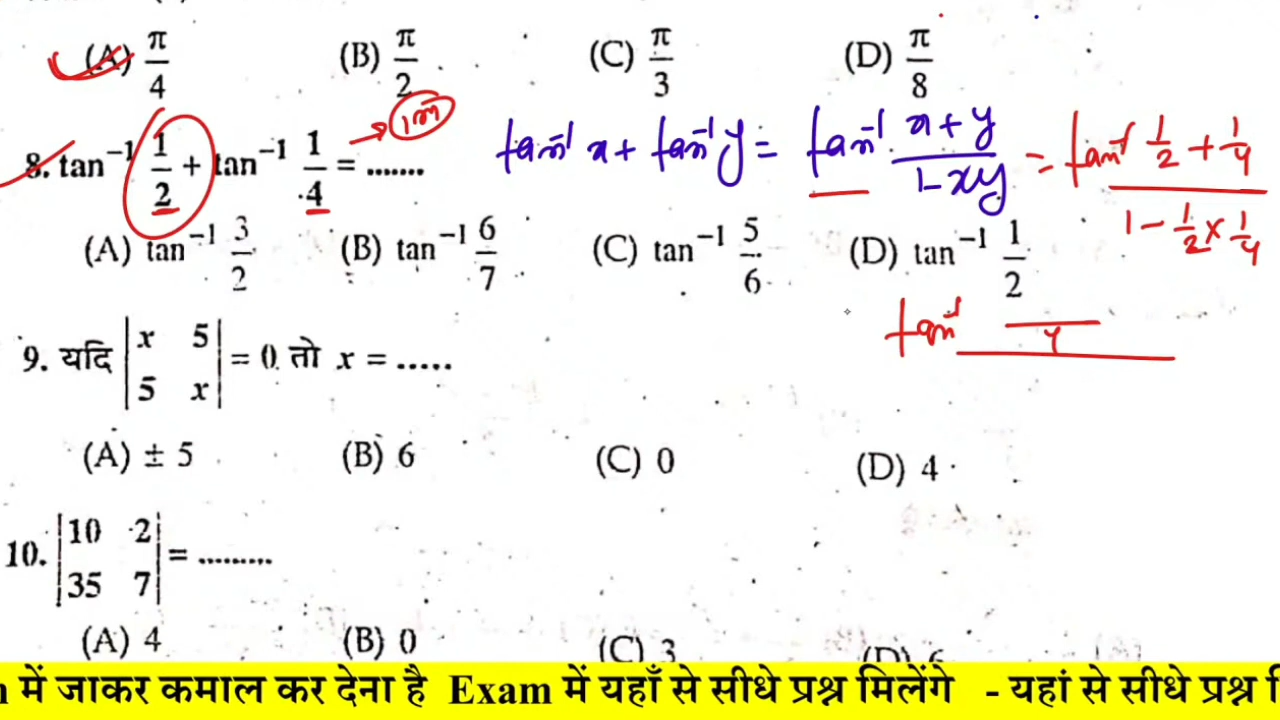 (A) π/4 (B) π/2 (C) π/3 (D) π/8
8. tan⁻¹ 1/2 + tan⁻¹ 1/4 = ....... → 1m
tan⁻¹ x + tan⁻¹ y = tan⁻¹ x+y/1-xy = tan⁻¹ 1/2 + 1/4 / 1 - 1/2 × 1/4
(A) tan⁻¹ 3/2 (B) tan⁻¹ 6/7 (C) tan⁻¹ 5/6 (D) tan⁻¹ 1/2
tan⁻¹ 4
9. यदि |x 5|
|5 x| = 0 तो x = .....
(A) ± 5 (B) 6 (C) 0 (D) 4
10. |10 2|
|35 7| = .........
(A) 4 (B) 0 (C) 3 (D) 6
में जाकर कमाल कर देना है Exam में यहाँ से सीधे प्रश्न मिलेंगे - यहां से सीधे प्रश्न